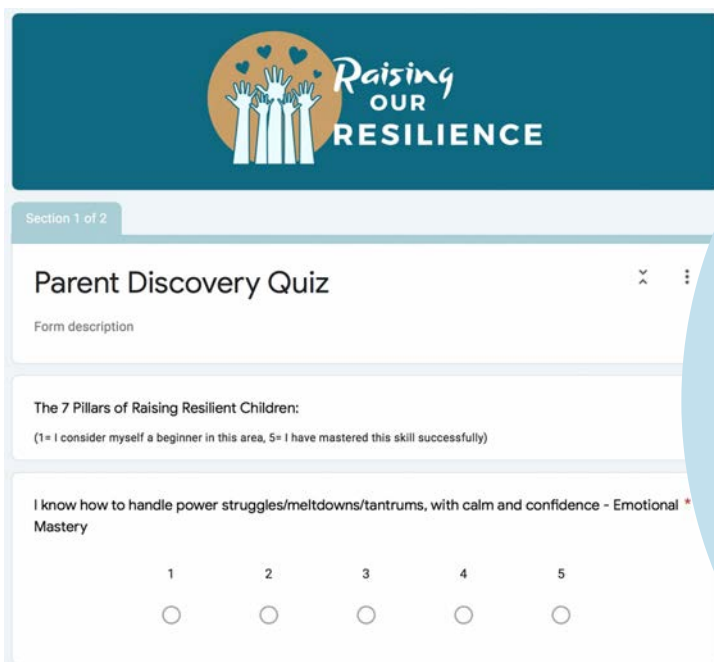 Raising
OUR
RESILIENCE
Section 1 of 2
Parent Discovery Quiz
Form description
The 7 Pillars of Raising Resilient Children:
(1= I consider myself a beginner in this area, 5= I have mastered this skill successfully)
I know how to handle power struggles/meltdowns/tantrums, with calm and confidence - Emotional *
Mastery
1 2 3 4 5